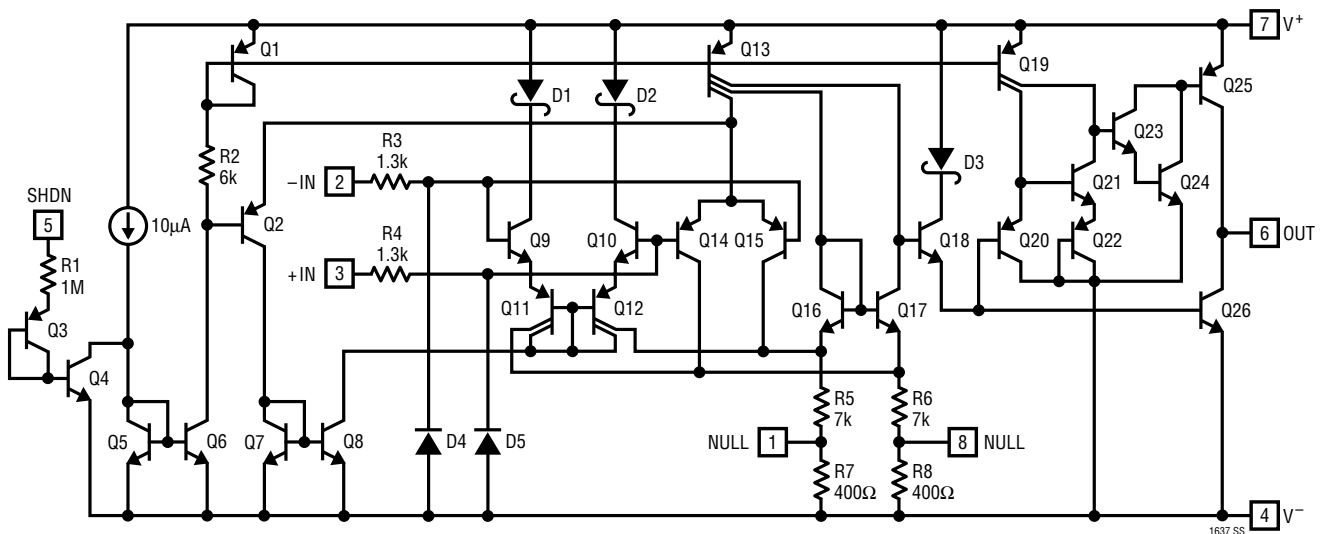 7 V+
Q1
Q13
Q19
Q25
D1
D2
Q23
R2
6k
R3
1.3k
D3
−IN 2
Q21
Q24
SHDN
5
10µA
Q2
Q9
Q10
Q14
Q15
Q18
Q20
Q22
6 OUT
R4
1.3k
+IN 3
R1
1M
Q11
Q12
Q16
Q17
Q26
Q3
Q4
R5
7k
R6
7k
Q5
Q6
Q7
Q8
D4
D5
NULL 1
8 NULL
R7
400Ω
R8
400Ω
4 V−
1637 SS